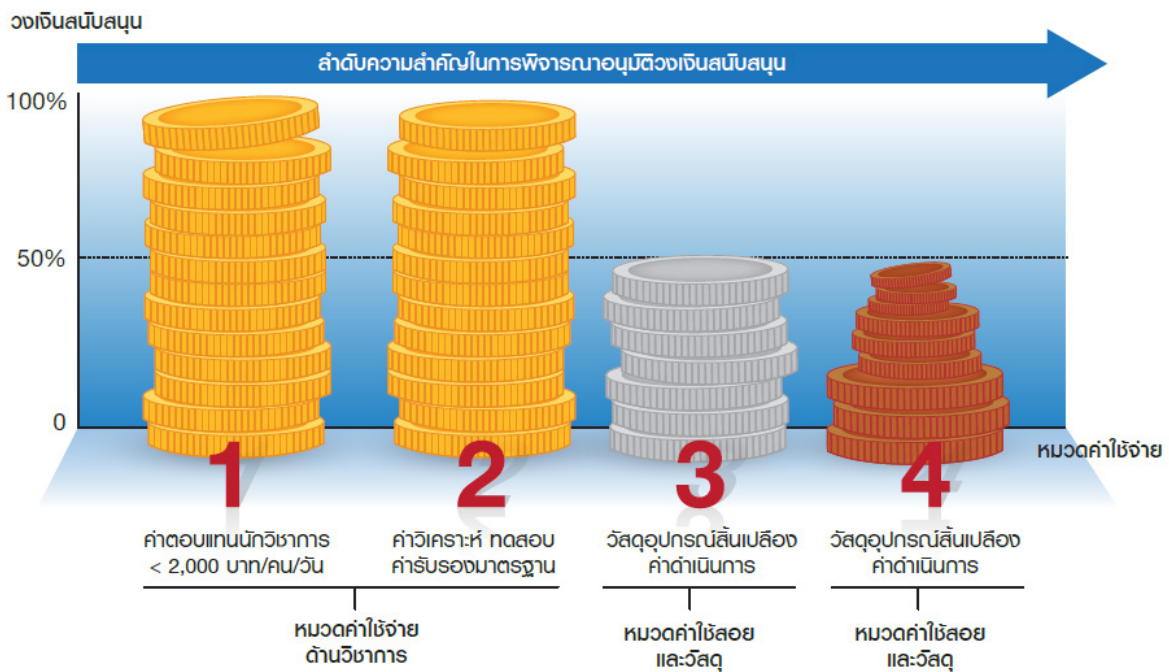 วงเงินสนับสนุน
ลำดับความสำคัญในการพิจารณาอนุมัติวงเงินสนับสนุน
100%
50%
0
หมวดค่าใช้จ่าย
1
2
3
4
ค่าตอบแทนนักวิชาการ
< 2,000 บาท/คน/วัน
ค่าวิเคราะห์ ทดสอบ
ค่ารับรองมาตรฐาน
วัสดุอุปกรณ์สิ้นเปลือง
ค่าดำเนินการ
วัสดุอุปกรณ์สิ้นเปลือง
ค่าดำเนินการ
หมวดค่าใช้จ่าย
ด้านวิชาการ
หมวดค่าใช้สอย
และวัสดุ
หมวดค่าใช้สอย
และวัสดุ